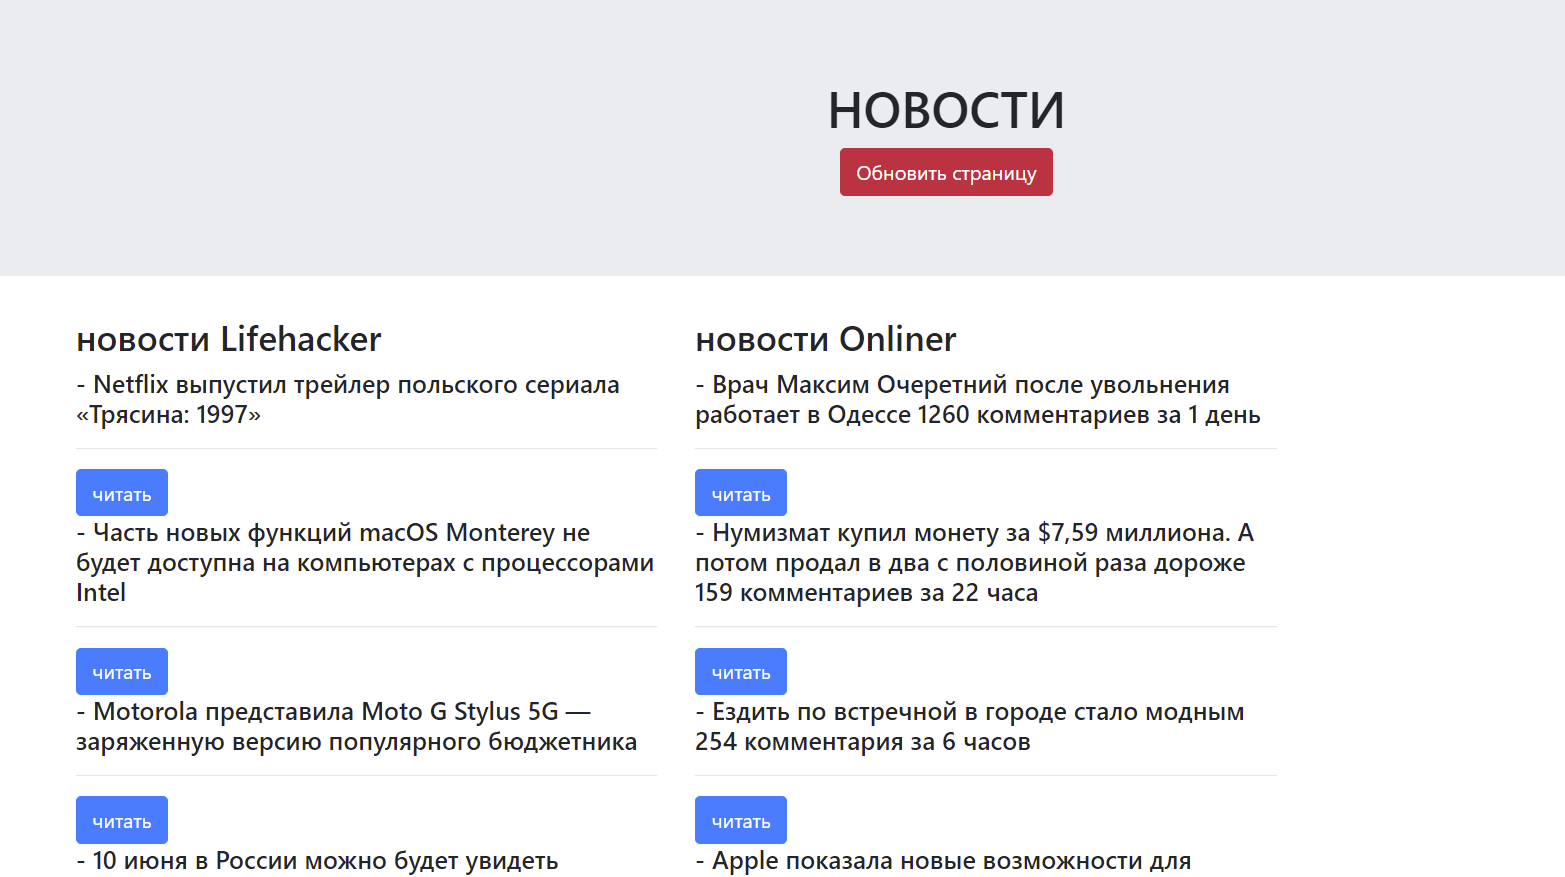 НОВОСТИ
Обновить страницу
новости Lifehacker
- Netflix выпустил трейлер польского сериала
«Трясина: 1997»
читать
- Часть новых функций macOS Monterey не
будет доступна на компьютерах с процессорами
Intel
читать
- Motorola представила Moto G Stylus 5G —
заряженную версию популярного бюджетника
читать
- 10 июня в России можно будет увидеть
новости Onliner
- Врач Максим Очеретний после увольнения
работает в Одессе 1260 комментариев за 1 день
читать
- Нумизмат купил монету за $7,59 миллиона. А
потом продал в два с половиной раза дороже
159 комментариев за 22 часа
читать
- Ездить по встречной в городе стало модным
254 комментария за 6 часов
читать
- Apple показала новые возможности для